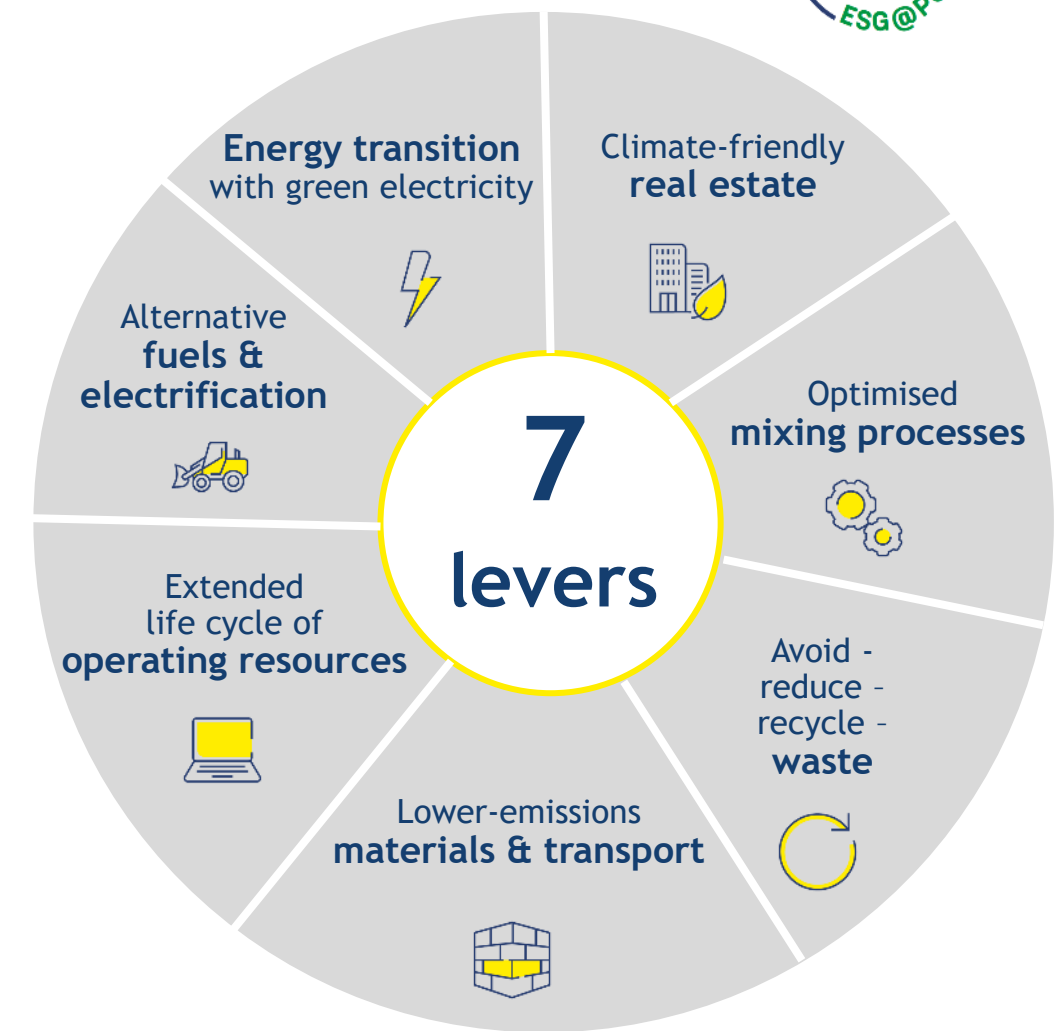 ESG@
Energy transition
with green electricity
Climate-friendly
real estate
Optimised
mixing processes
Avoid -
reduce –
recycle –
waste
Lower-emissions
materials & transport
Extended
life cycle of
operating resources
Alternative
fuels &
electrification
7
levers